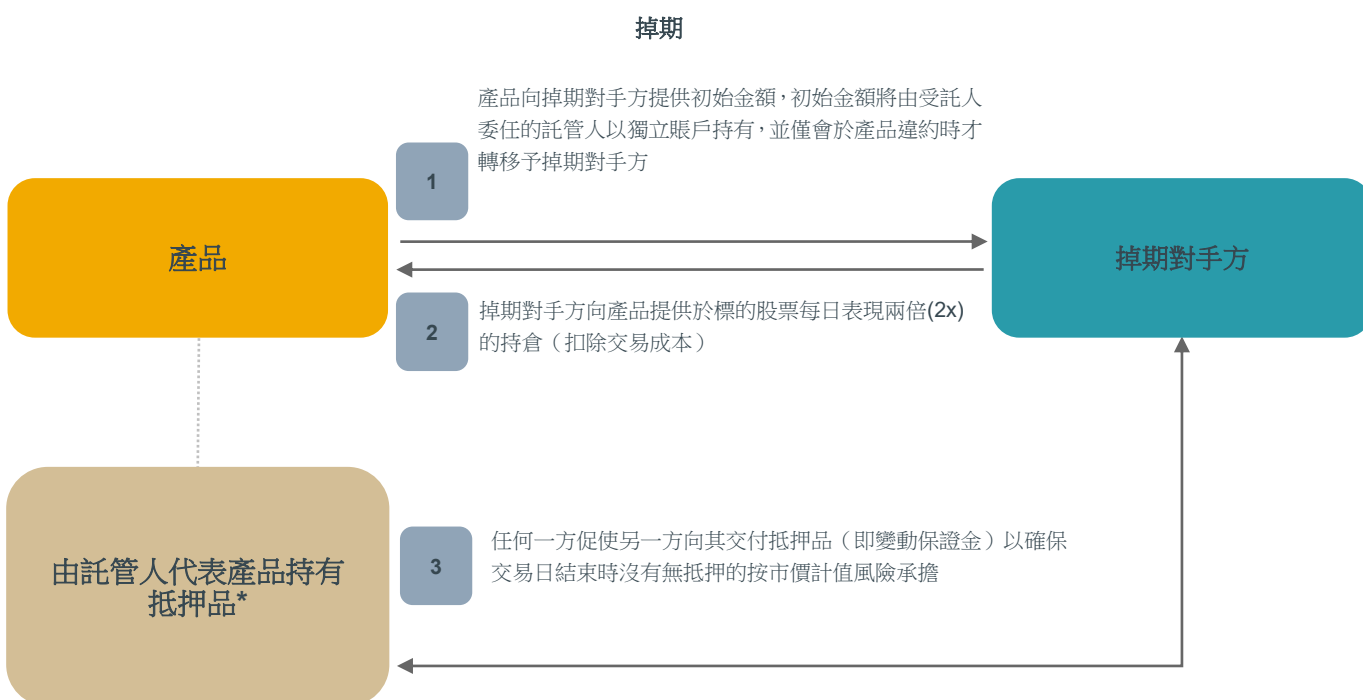 掉期
產品向掉期對手方提供初始金額，初始金額將由受託人
委任的託管人以獨立賬戶持有，並僅會於產品違約時才
轉移予掉期對手方
1
產品
掉期對手方
2
掉期對手方向產品提供於標的股票每日表現兩倍(2x)
的持倉（扣除交易成本）
由託管人代表產品持有
抵押品*
3
任何一方促使另一方向其交付抵押品（即變動保證金）以確保
交易日結束時沒有無抵押的按市價計值風險承擔